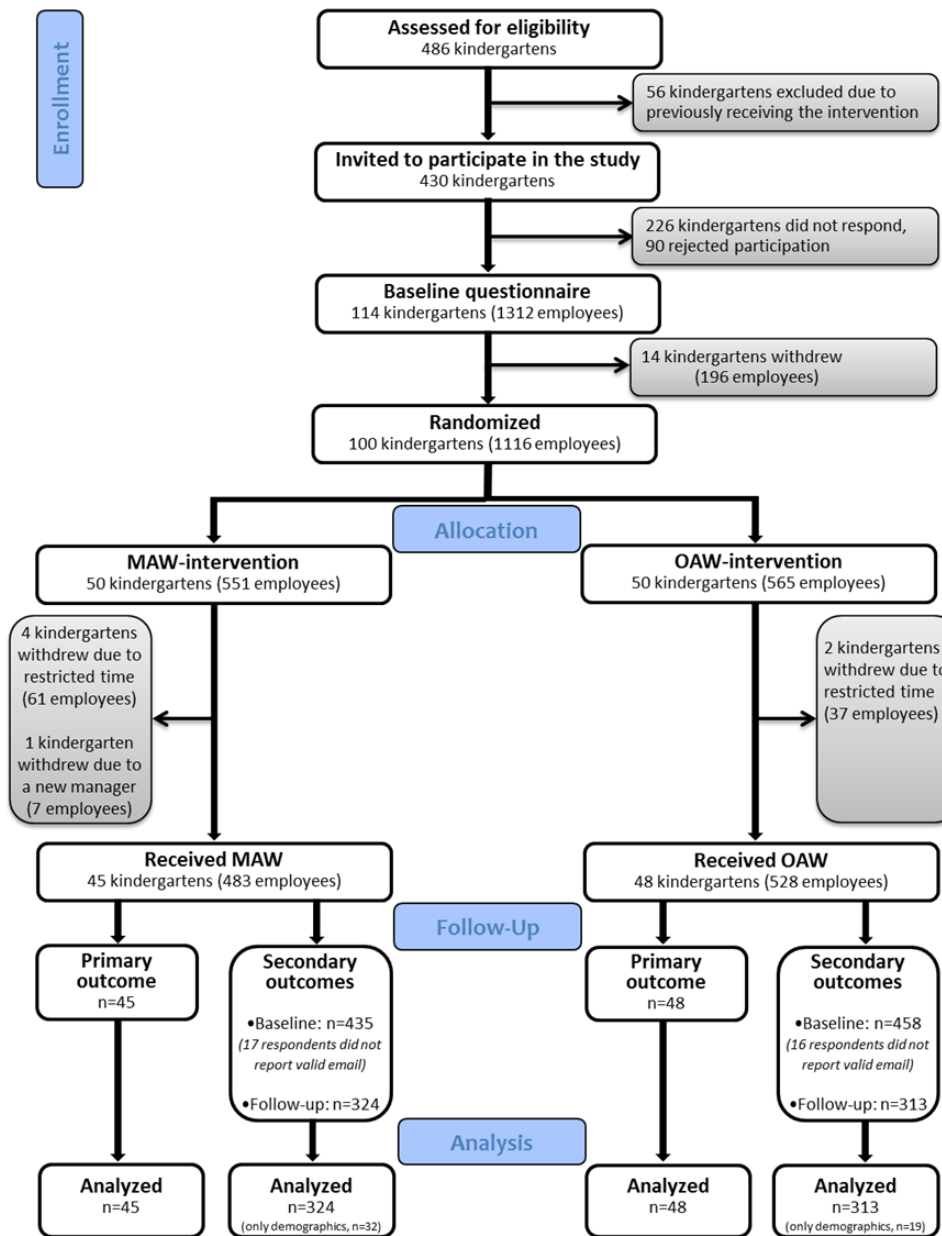 Enrollment
Assessed for eligibility
486 kindergartens
56 kindergartens excluded due to
previously receiving the intervention
Invited to participate in the study
430 kindergartens
226 kindergartens did not respond,
90 rejected participation
Baseline questionnaire
114 kindergartens (1312 employees)
14 kindergartens withdrew
(196 employees)
Randomized
100 kindergartens (1116 employees)
Allocation
MAW-intervention
50 kindergartens (551 employees)
OAW-intervention
50 kindergartens (565 employees)
4 kindergartens
withdrew due to
restricted time
(61 employees)
1 kindergarten
withdrew due to
a new manager
(7 employees)
2 kindergartens
withdrew due to
restricted time
(37 employees)
Received MAW
45 kindergartens (483 employees)
Received OAW
48 kindergartens (528 employees)
Follow-Up
Primary
outcome
n=45
Secondary
outcomes
•Baseline: n=435
(17 respondents did not
report valid email)
•Follow-up: n=324
Primary
outcome
n=48
Secondary
outcomes
•Baseline: n=458
(16 respondents did not
report valid email)
•Follow-up: n=313
Analysis
Analyzed
n=45
Analyzed
n=324
(only demographics, n=32)
Analyzed
n=48
Analyzed
n=313
(only demographics, n=19)